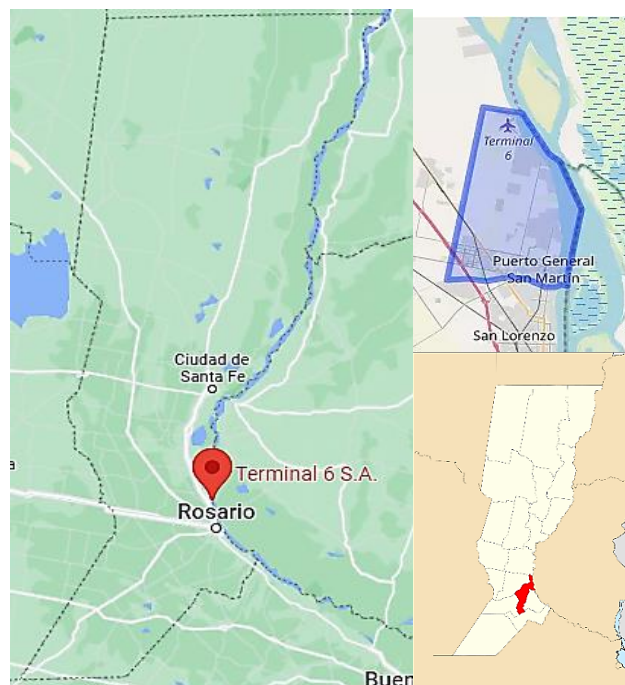 Ciudad de
Santa Fe
Terminal 6 S.A.
Rosario
a
Buen
Terminal
6
Puerto General
San Martín
San Lorenzo